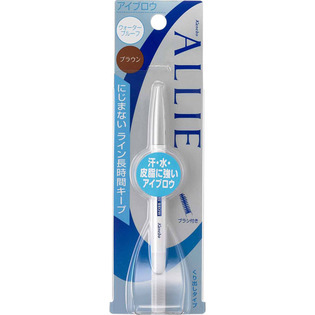 アイブロウ
Kanebo
ALLIE
ウォーター
プルーフ
ブラウン
にじまない ライン長時間キープ
汗・水・
皮脂に強い
アイブロウ
ブラシ付き
Kanebo
くり出しタイプ